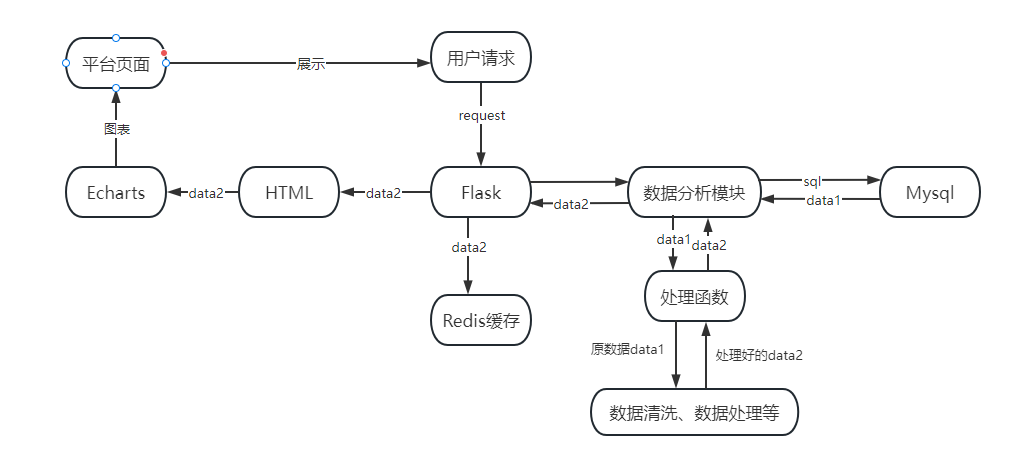 平台页面
展示
用户请求
图表
request
Echarts
data2
HTML
data2
Flask
data2
数据分析模块
sql
data1
Mysql
data2
data1
data2
处理函数
Redis缓存
原数据data1
处理好的data2
数据清洗、数据处理等